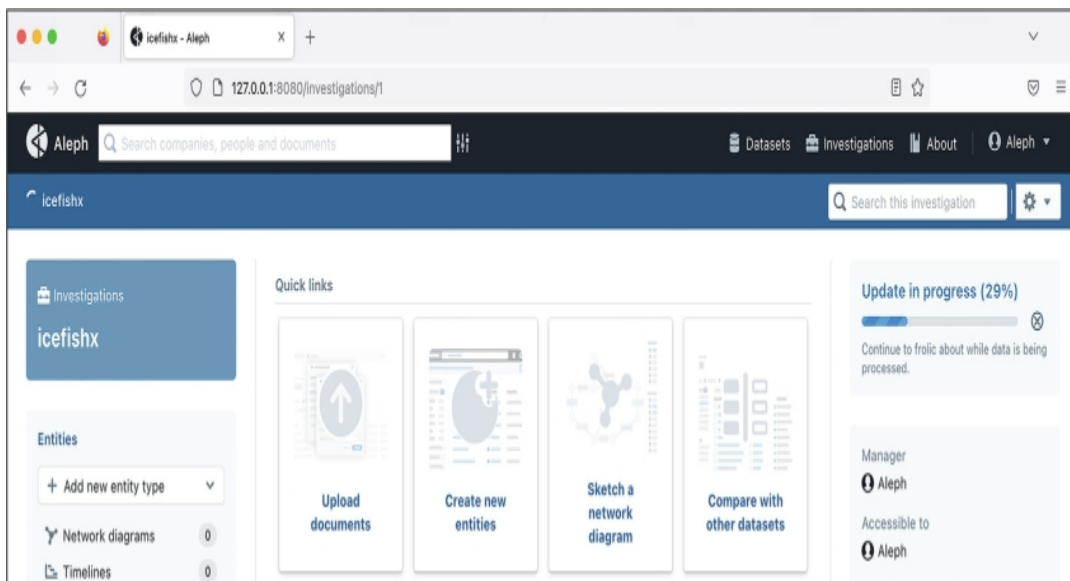 icefishx - Aleph
127.0.0.1:8080/investigations/1
Aleph
Search companies, people and documents
Datasets
Investigations
About
Aleph
icefishx
Search this investigation
Investigations
icefishx
Entities
+ Add new entity type
Network diagrams 0
Timelines 0
Quick links
Upload
documents
Create new
entities
Sketch a
network
diagram
Compare with
other datasets
Update in progress (29%)
Continue to frolic about while data is being
processed.
Manager
Aleph
Accessible to
Aleph